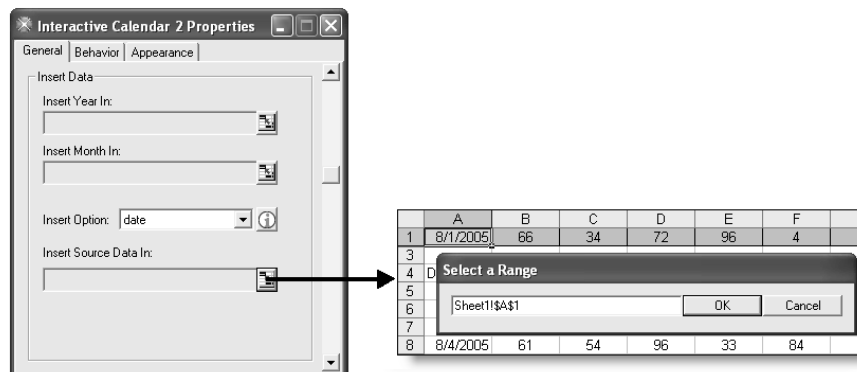 Interactive Calendar 2 Properties
General Behavior Appearance
Insert Data
Insert Year In:
Insert Month In:
Insert Option: date
Insert Source Data In:
A B C D E F
1 8/1/2005 66 34 72 96 4
3
4 D
Select a Range
5
6 Sheet1!$A$1 OK Cancel
7
8 8/4/2005 61 54 96 33 84